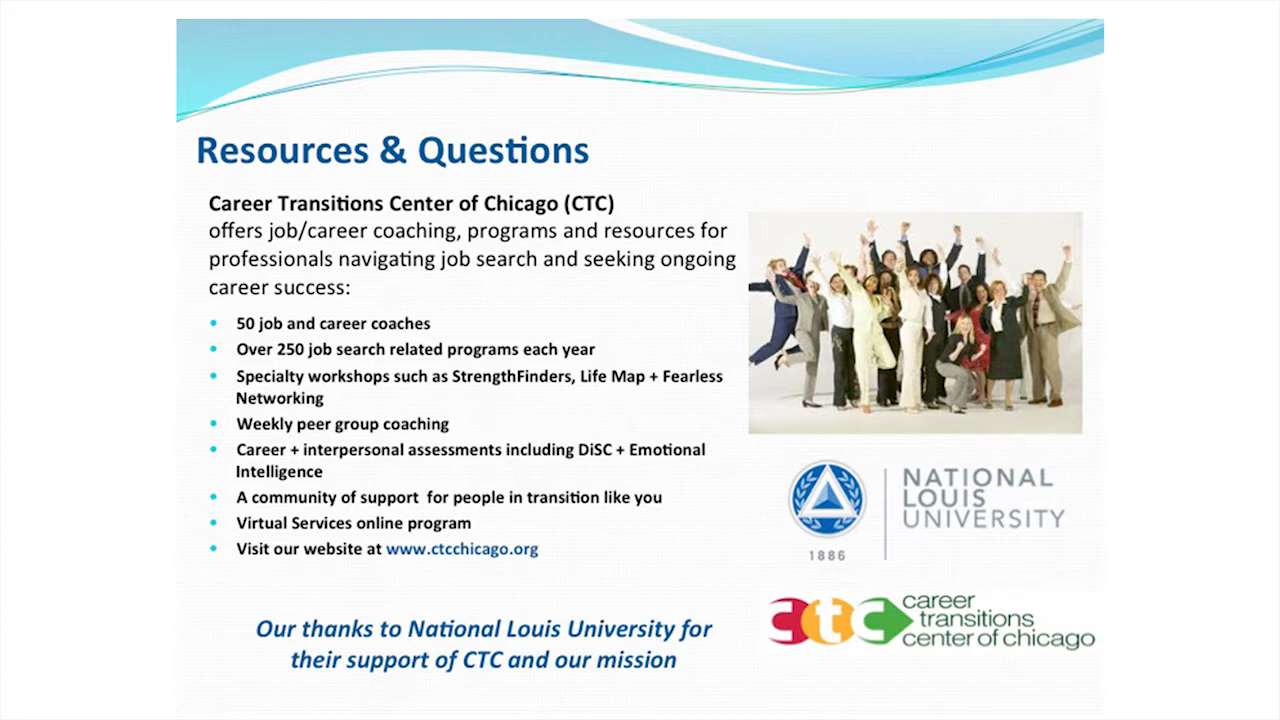 Resources & Questions
Career Transitions Center of Chicago (CTC)
offers job/career coaching, programs and resources for
professionals navigating job search and seeking ongoing
career success:
• 50 job and career coaches
• Over 250 job search related programs each year
• Specialty workshops such as StrengthFinders, Life Map + Fearless
Networking
• Weekly peer group coaching
• Career + interpersonal assessments including DiSC + Emotional
Intelligence
• A community of support for people in transition like you
• Virtual Services online program
• Visit our website at www.ctcchicago.org
Our thanks to National Louis University for
their support of CTC and our mission
NATIONAL
LOUIS
UNIVERSITY
1886
ctc
career
transitions
center of chicago